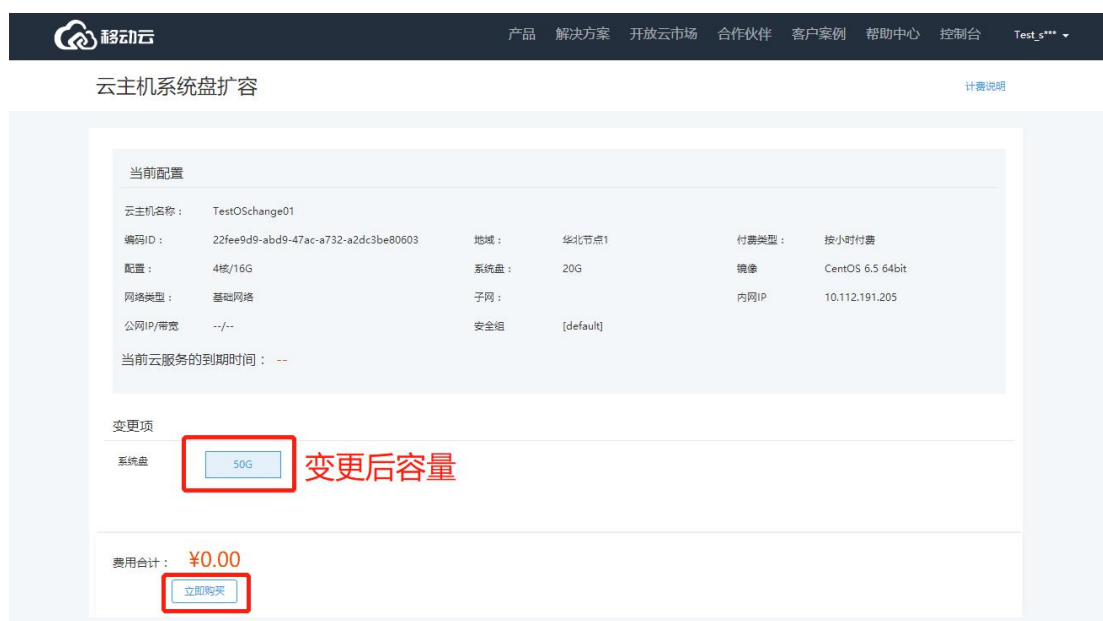 移动云 产品 解决方案 开放云市场 合作伙伴 客户案例 帮助中心 控制台 Test_s***
云主机系统盘扩容 计费说明
当前配置
云主机名称： TestOSchange01
编码ID： 22fee9d9-abd9-47ac-a732-a2dc3be80603 地域： 华北节点1 付费类型： 按小时付费
配置： 4核/16G 系统盘： 20G 镜像 CentOS 6.5 64bit
网络类型： 基础网络 子网： 内网IP 10.112.191.205
公网IP/带宽 --/-- 安全组 [default]
当前云服务的到期时间： --
变更项
系统盘 50G 变更后容量
费用合计： ¥0.00
立即购买